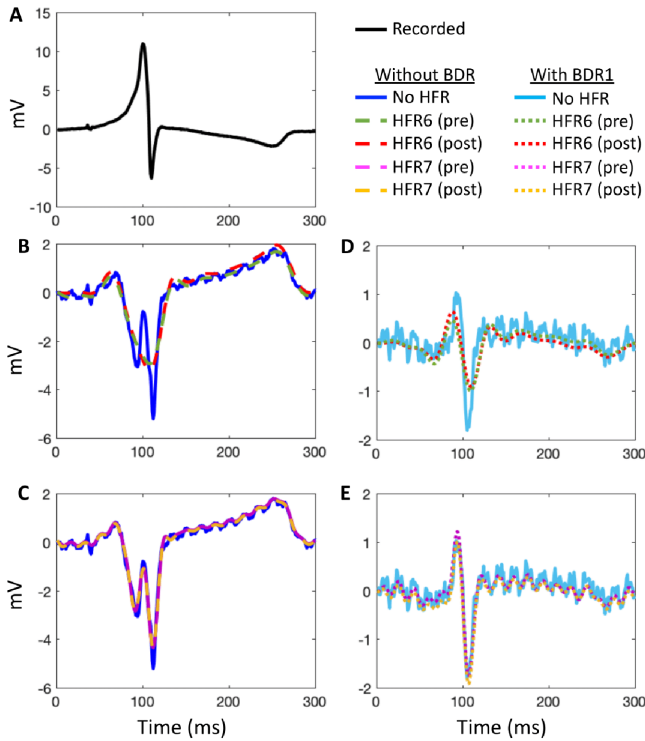 A
15
10
5
0
-5
-10
mV
0
100
200
300
Recorded
Without BDR
With BDR1
No HFR
No HFR
HFR6 (pre)
HFR6 (pre)
HFR6 (post)
HFR6 (post)
HFR7 (pre)
HFR7 (pre)
HFR7 (post)
HFR7 (post)
B
2
0
-2
-4
-6
mV
0
100
200
300
D
2
1
0
-1
-2
0
100
200
300
C
2
0
-2
-4
-6
mV
0
100
200
300
Time (ms)
E
2
1
0
-1
-2
0
100
200
300
Time (ms)